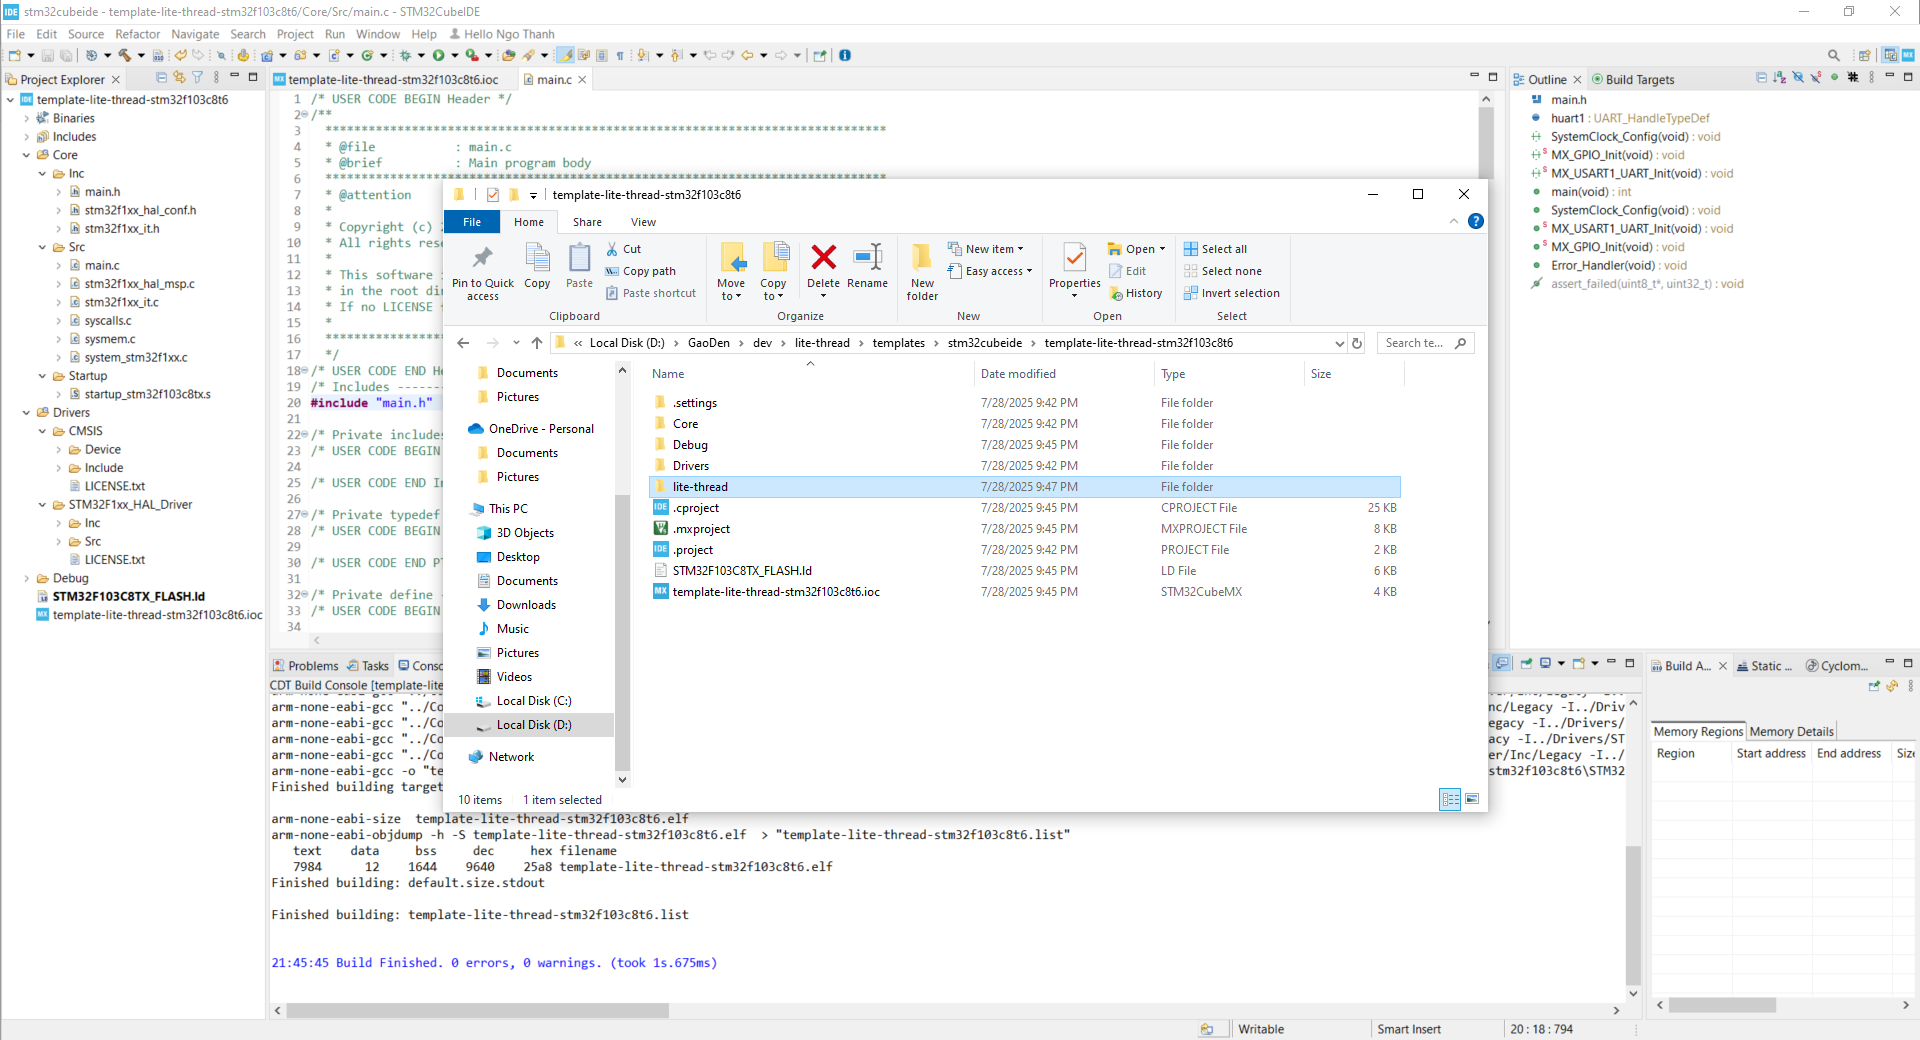 IDE stm32cubeide - template-lite-thread-stm32f103c8t6/Core/Src/main.c - STM32CubeIDE
File Edit Source Refactor Navigate Search Project Run Window Help Hello Ngo Thanh
Project Explorer
template-lite-thread-stm32f103c8t6
Binaries
Includes
Core
Inc
main.h
stm32f1xx_hal_conf.h
stm32f1xx_it.h
Src
main.c
stm32f1xx_hal_msp.c
stm32f1xx_it.c
syscalls.c
sysmem.c
system_stm32f1xx.c
Startup
startup_stm32f103c8tx.s
Drivers
CMSIS
Device
Include
LICENSE.txt
STM32F1xx_HAL_Driver
Inc
Src
LICENSE.txt
Debug
STM32F103C8TX_FLASH.ld
MX template-lite-thread-stm32f103c8t6.ioc
MX template-lite-thread-stm32f103c8t6.ioc main.c
1 /* USER CODE BEGIN Header */
2 /**
3 ******************************************************************************
4 * @file : main.c
5 * @brief : Main program body
6 ******************************************************************************
7 * @attention
8 *
9 * Copyright (c)
10 * All rights rese
11 *
12 * This software
13 * in the root di
14 * If no LICENSE
15 *
16 ******************
17 */
18 /* USER CODE END He
19 /* Includes -------
20 #include "main.h"
21
22 /* Private includes
23 /* USER CODE BEGIN
24
25 /* USER CODE END In
26
27 /* Private typedef
28 /* USER CODE BEGIN
29
30 /* USER CODE END PT
31
32 /* Private define -
33 /* USER CODE BEGIN
34
template-lite-thread-stm32f103c8t6
File Home Share View
Pin to Quick access
Copy
Paste
Cut
Copy path
Paste shortcut
Clipboard
Move to
Copy to
Delete
Rename
Organize
New folder
New item
Easy access
New
Properties
Open
Edit
History
Open
Select all
Select none
Invert selection
Select
« Local Disk (D:) > GaoDen > dev > lite-thread > templates > stm32cubeide > template-lite-thread-stm32f103c8t6
Search te...
Documents
Pictures
OneDrive - Personal
Documents
Pictures
This PC
3D Objects
Desktop
Documents
Downloads
Music
Pictures
Videos
Local Disk (C:)
Local Disk (D:)
Network
Name Date modified Type Size
.settings 7/28/2025 9:42 PM File folder
Core 7/28/2025 9:42 PM File folder
Debug 7/28/2025 9:45 PM File folder
Drivers 7/28/2025 9:42 PM File folder
lite-thread 7/28/2025 9:47 PM File folder
.cproject 7/28/2025 9:45 PM CPROJECT File 25 KB
.mxproject 7/28/2025 9:45 PM MXPROJECT File 8 KB
.project 7/28/2025 9:42 PM PROJECT File 2 KB
STM32F103C8TX_FLASH.ld 7/28/2025 9:45 PM LD File 6 KB
template-lite-thread-stm32f103c8t6.ioc 7/28/2025 9:45 PM STM32CubeMX 4 KB
10 items 1 item selected
Outline Build Targets
main.h
huart1 : UART_HandleTypeDef
SystemClock_Config(void) : void
MX_GPIO_Init(void) : void
MX_USART1_UART_Init(void) : void
main(void) : int
SystemClock_Config(void) : void
MX_USART1_UART_Init(void) : void
MX_GPIO_Init(void) : void
Error_Handler(void) : void
assert_failed(uint8_t*, uint32_t) : void
Problems Tasks Conso
CDT Build Console [template-lite
arm-none-eabi-gcc "../Co nc/Legacy -I../Driv
arm-none-eabi-gcc "../Co egacy -I../Drivers/
arm-none-eabi-gcc "../Co acy -I../Drivers/ST
arm-none-eabi-gcc "../Co er/Inc/Legacy -I../
arm-none-eabi-gcc -o "te stm32f103c8t6\STM32
Finished building target
arm-none-eabi-size template-lite-thread-stm32f103c8t6.elf
arm-none-eabi-objdump -h -S template-lite-thread-stm32f103c8t6.elf > "template-lite-thread-stm32f103c8t6.list"
text data bss dec hex filename
7984 12 1644 9640 25a8 template-lite-thread-stm32f103c8t6.elf
Finished building: default.size.stdout
Finished building: template-lite-thread-stm32f103c8t6.list
21:45:45 Build Finished. 0 errors, 0 warnings. (took 1s.675ms)
Build A... Static ... Cyclom...
Memory Regions Memory Details
Region Start address End address Size
Writable Smart Insert 20 : 18 : 794